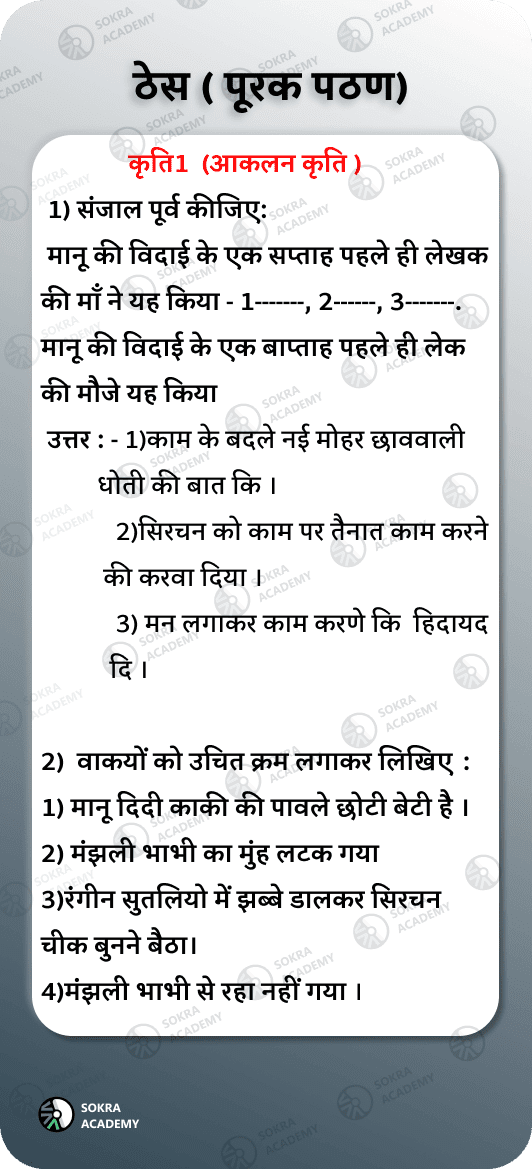 ठेस ( पूरक पठण)
कृति1 (आकलन कृति )
1) संजाल पूर्व कीजिए:
मानू की विदाई के एक सप्ताह पहले ही लेखक
की माँ ने यह किया - 1-------, 2------, 3-------.
मानू की विदाई के एक बाप्ताह पहले ही लेक
की मौजे यह किया
उत्तर : - 1)काम के बदले नई मोहर छाववाली
धोती की बात कि ।
2)सिरचन को काम पर तैनात काम करने
की करवा दिया ।
3) मन लगाकर काम करणे कि हिदायद
दि ।
2) वाकयों को उचित क्रम लगाकर लिखिए :
1) मानू दिदी काकी की पावले छोटी बेटी है ।
2) मंझली भाभी का मुंह लटक गया
3)रंगीन सुतलियो में झब्बे डालकर सिरचन
चीक बुनने बैठा।
4)मंझली भाभी से रहा नहीं गया ।
SOKRA
ACADEMY